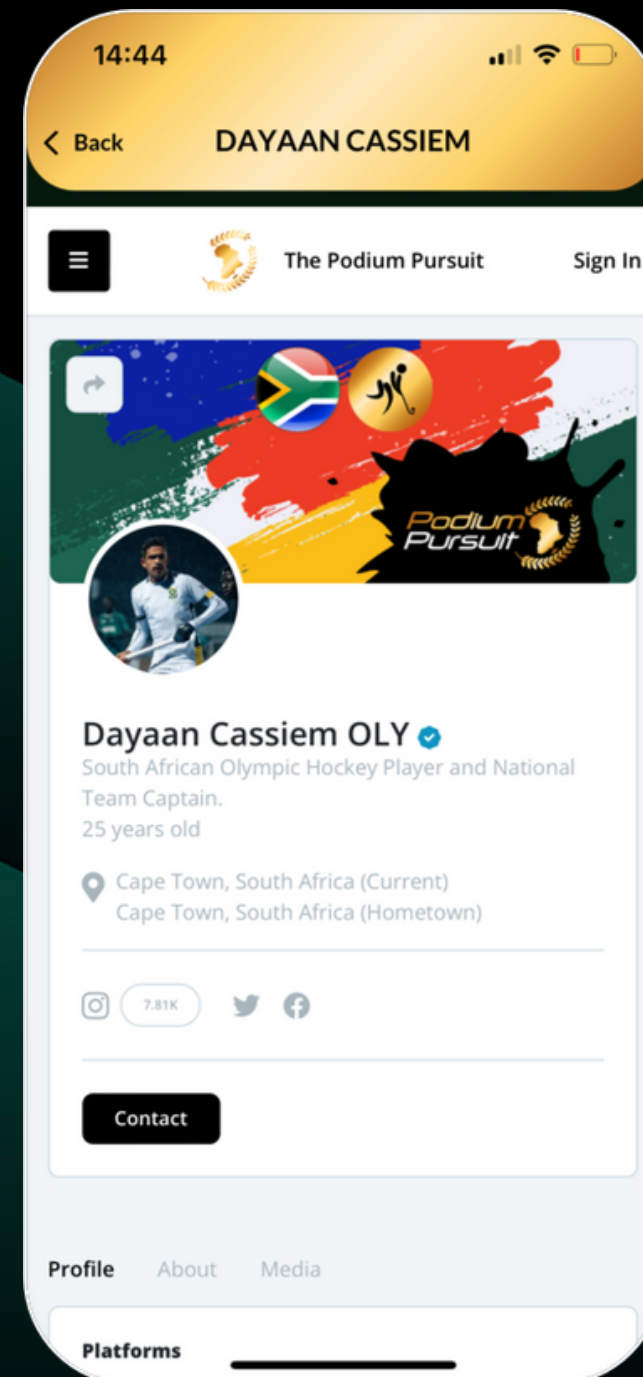 14:44
Back
DAYAAN CASSIEM
The Podium Pursuit
Sign In
Podium
Pursuit
Dayaan Cassiem OLY
South African Olympic Hockey Player and National
Team Captain.
25 years old
Cape Town, South Africa (Current)
Cape Town, South Africa (Hometown)
7.81K
Contact
Profile About Media
Platforms